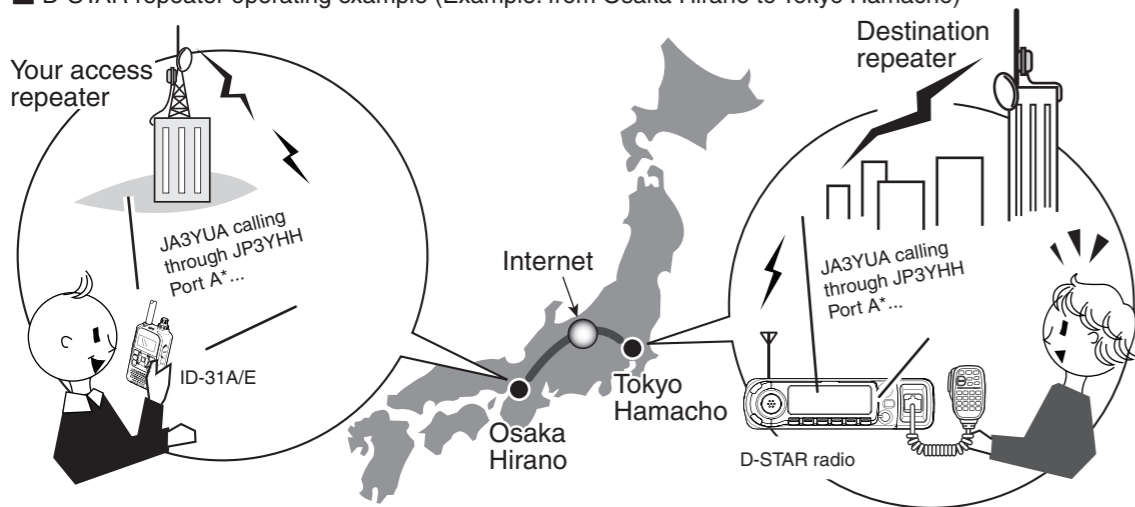 ■ D-STAR repeater operating example (Example: from Osaka Hirano to Tokyo Hamacho)
Your access
repeater
JA3YUA calling
through JP3YHH
Port A*...
ID-31A/E
Internet
Osaka
Hirano
Tokyo
Hamacho
Destination
repeater
JA3YUA calling
through JP3YHH
Port A*...
D-STAR radio